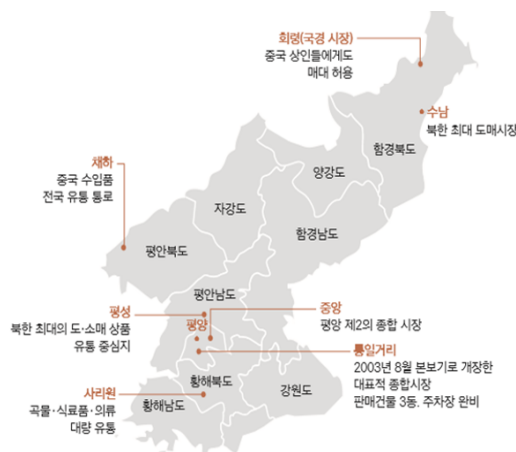 회령(국경 시장)
중국 상인들에게도
매대 허용
수남
북한 최대 도매시장
함경북도
양강도
채하
중국 수입품
전국 유통 통로
자강도
함경남도
평안북도
평안남도
평성
북한 최대의 도·소매 상품
유통 중심지
평양
중앙
평양 제2의 종합 시장
통일거리
2003년 8월 본보기로 개장한
대표적 종합시장
판매건물 3동. 주차장 완비
황해북도
강원도
사리원
곡물·식료품·의류
대량 유통
황해남도